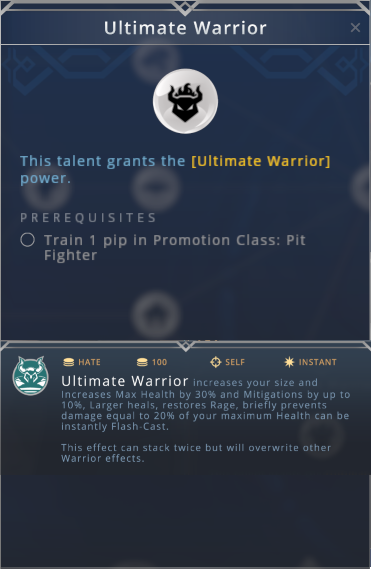 Ultimate Warrior
This talent grants the [Ultimate Warrior]
power.
PREREQUISITES
Train 1 pip in Promotion Class: Pit
Fighter
HATE 100 SELF INSTANT
Ultimate Warrior increases your size and
Increases Max Health by 30% and Mitigations by up to
10%, Larger heals, restores Rage, briefly prevents
damage equal to 20% of your maximum Health can be
instantly Flash-Cast.
This effect can stack twice but will overwrite other
Warrior effects.